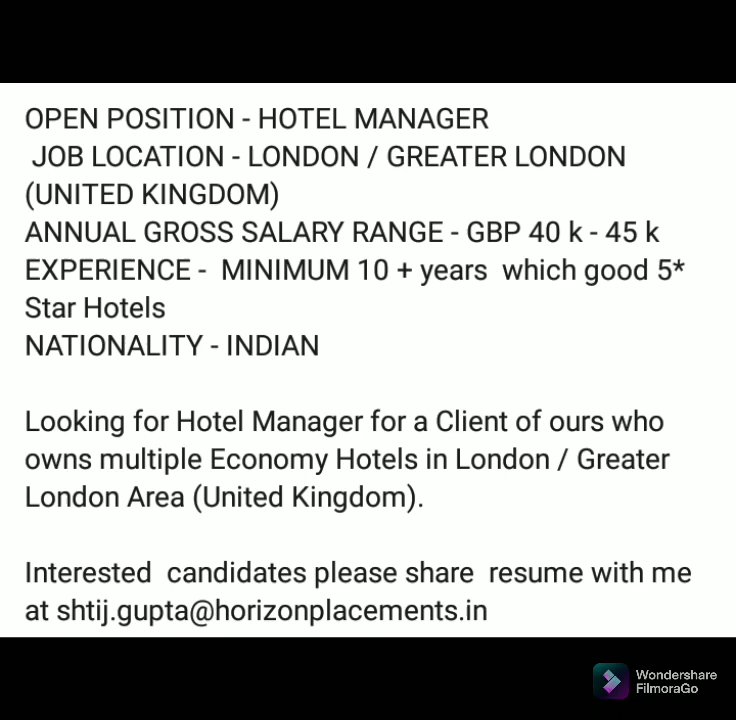 OPEN POSITION - HOTEL MANAGER
JOB LOCATION - LONDON / GREATER LONDON
(UNITED KINGDOM)
ANNUAL GROSS SALARY RANGE - GBP 40 k - 45 k
EXPERIENCE - MINIMUM 10 + years which good 5*
Star Hotels
NATIONALITY - INDIAN
Looking for Hotel Manager for a Client of ours who
owns multiple Economy Hotels in London / Greater
London Area (United Kingdom).
Interested candidates please share resume with me
at shtij.gupta@horizonplacements.in
Wondershare
FilmoraGo